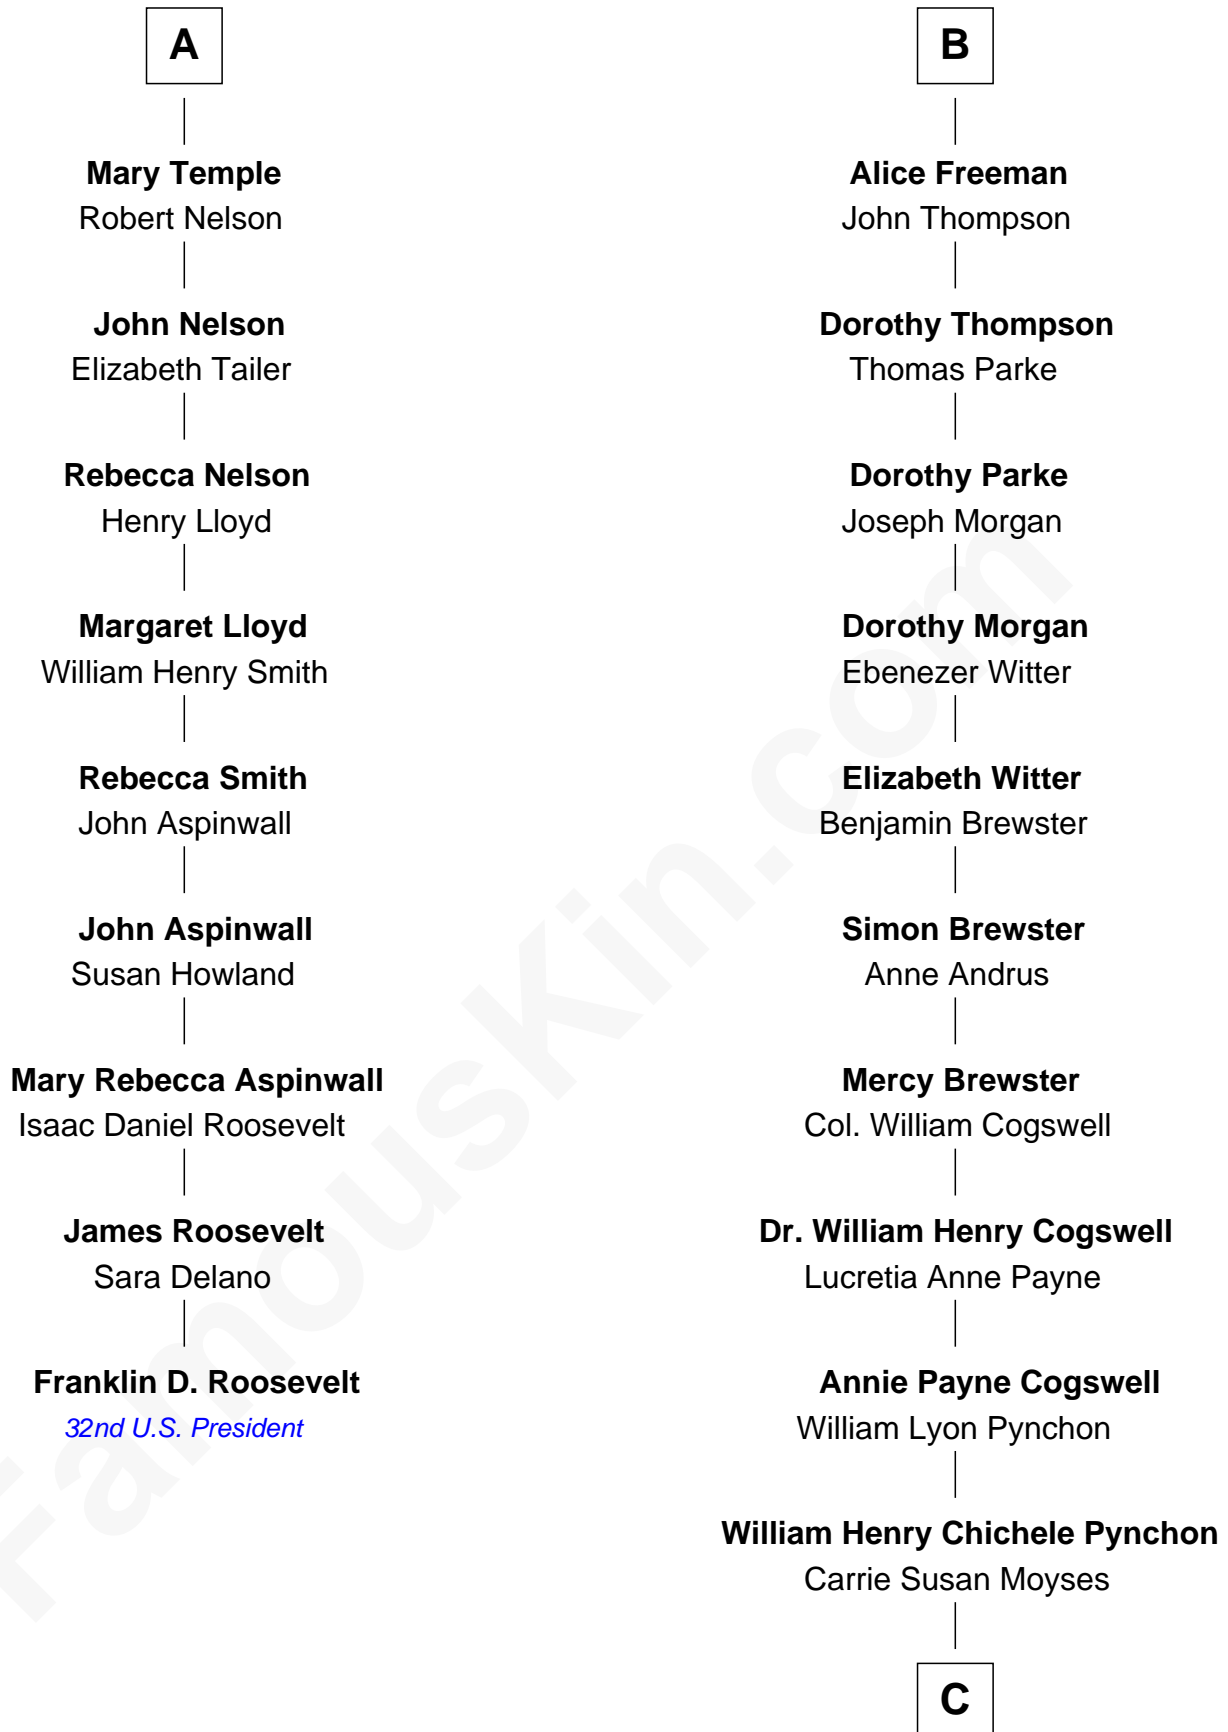 A
Mary Temple
Robert Nelson
John Nelson
Elizabeth Tailer
Rebecca Nelson
Henry Lloyd
Margaret Lloyd
William Henry Smith
Rebecca Smith
John Aspinwall
John Aspinwall
Susan Howland
Mary Rebecca Aspinwall
Isaac Daniel Roosevelt
James Roosevelt
Sara Delano
Franklin D. Roosevelt
32nd U.S. President
B
Alice Freeman
John Thompson
Dorothy Thompson
Thomas Parke
Dorothy Parke
Joseph Morgan
Dorothy Morgan
Ebenezer Witter
Elizabeth Witter
Benjamin Brewster
Simon Brewster
Anne Andrus
Mercy Brewster
Col. William Cogswell
Dr. William Henry Cogswell
Lucretia Anne Payne
Annie Payne Cogswell
William Lyon Pynchon
William Henry Chichele Pynchon
Carrie Susan Moyses
C
FamousKin.com